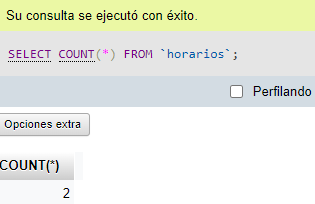 Su consulta se ejecutó con éxito.
SELECT COUNT(*) FROM `horarios`;
Perfilando
Opciones extra
COUNT(*)
2